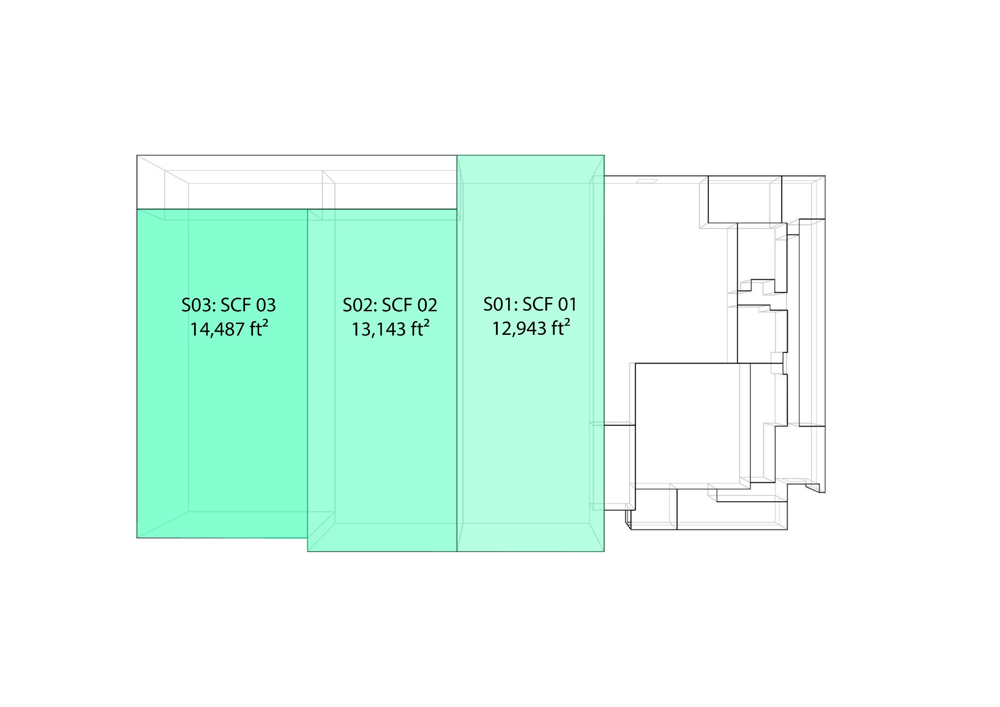 S03: SCF 03
14,487 ft²
S02: SCF 02
13,143 ft²
S01: SCF 01
12,943 ft²